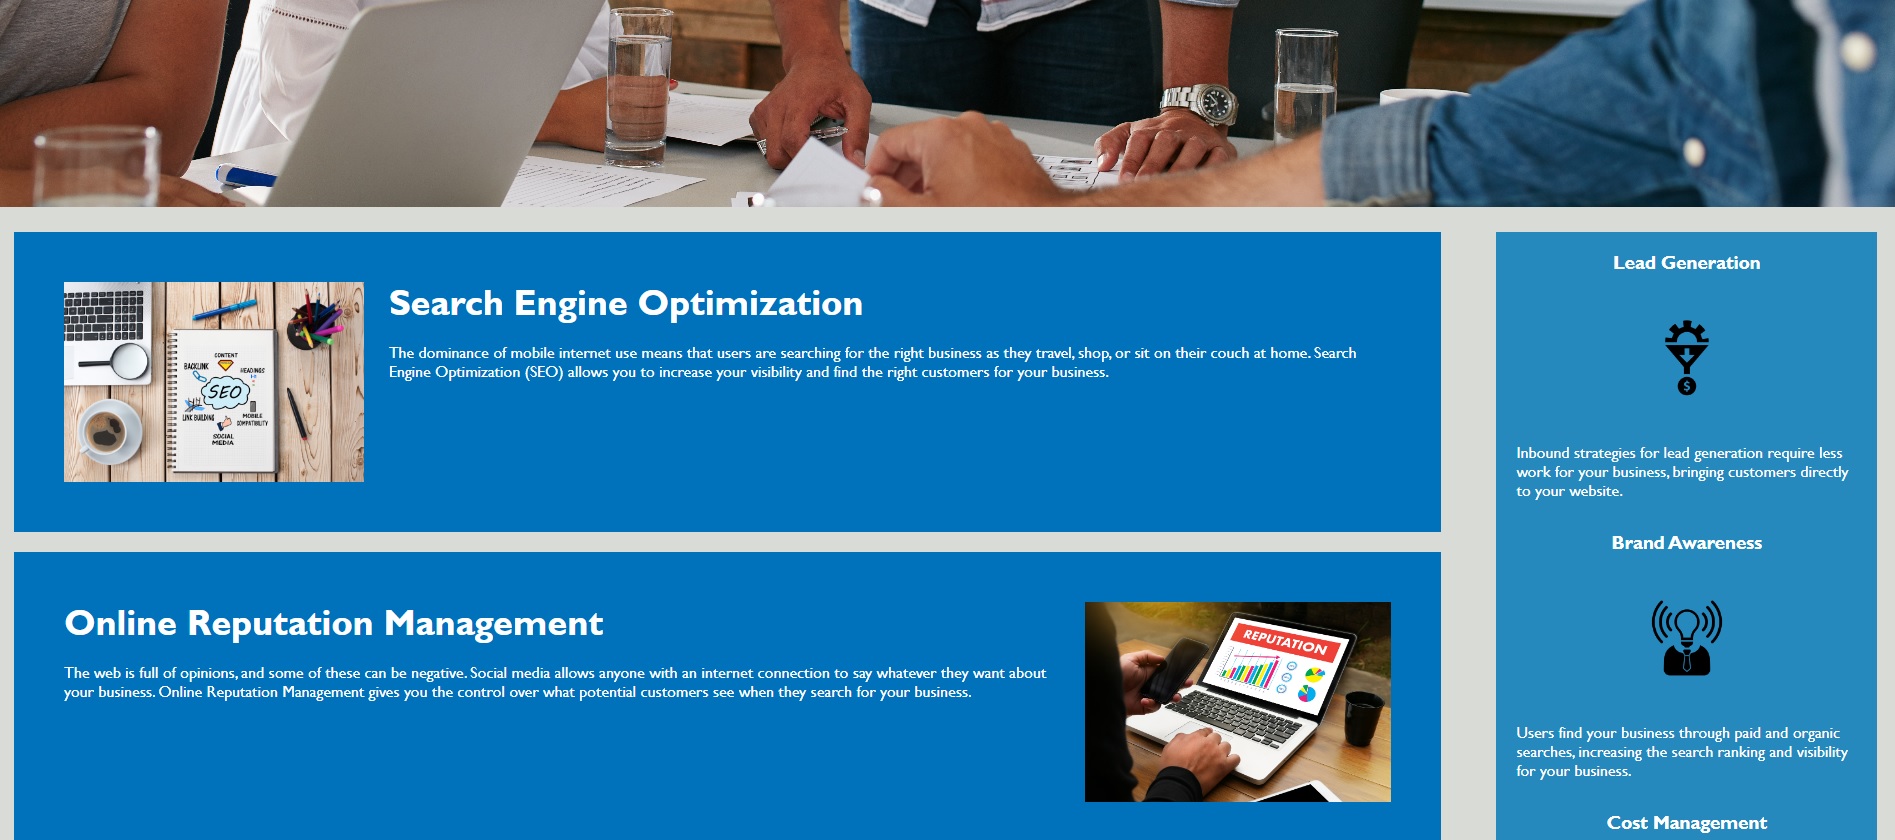 Search Engine Optimization
The dominance of mobile internet use means that users are searching for the right business as they travel, shop, or sit on their couch at home. Search
Engine Optimization (SEO) allows you to increase your visibility and find the right customers for your business.
CONTENT
BACKLINK
HEADINGS
SEO
LINK BUILDING
MOBILE
COMPATIBILITY
SOCIAL
MEDIA
Online Reputation Management
The web is full of opinions, and some of these can be negative. Social media allows anyone with an internet connection to say whatever they want about
your business. Online Reputation Management gives you the control over what potential customers see when they search for your business.
REPUTATION
Lead Generation
$
Inbound strategies for lead generation require less
work for your business, bringing customers directly
to your website.
Brand Awareness
Users find your business through paid and organic
searches, increasing the search ranking and visibility
for your business.
Cost Management